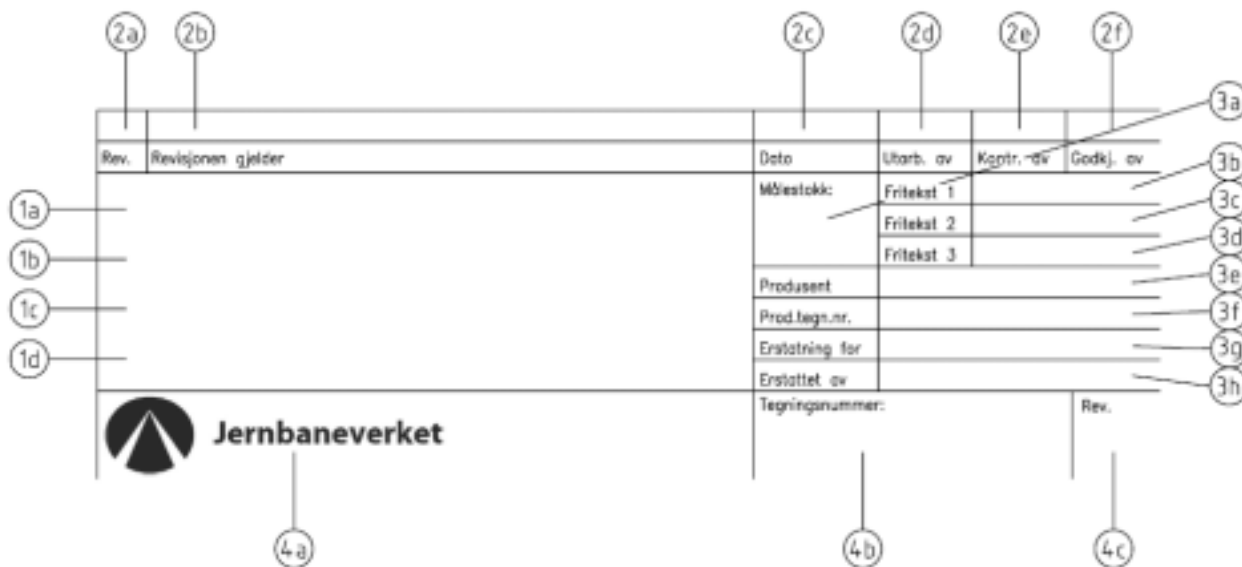 2a 2b 2c 2d 2e 2f
3a
Rev. Revisjonen gjelder Dato Utarb. av Kontr. av Godkj. av
3b
Målestokk: Fritekst 1
1a 3c
Fritekst 2
3d
1b Fritekst 3
3e
Produsent
1c 3f
Prod.tegn.nr.
3g
1d Erstatning for
3h
Erstattet av
Tegningsnummer: Rev.
Jernbaneverket
4a 4b 4c